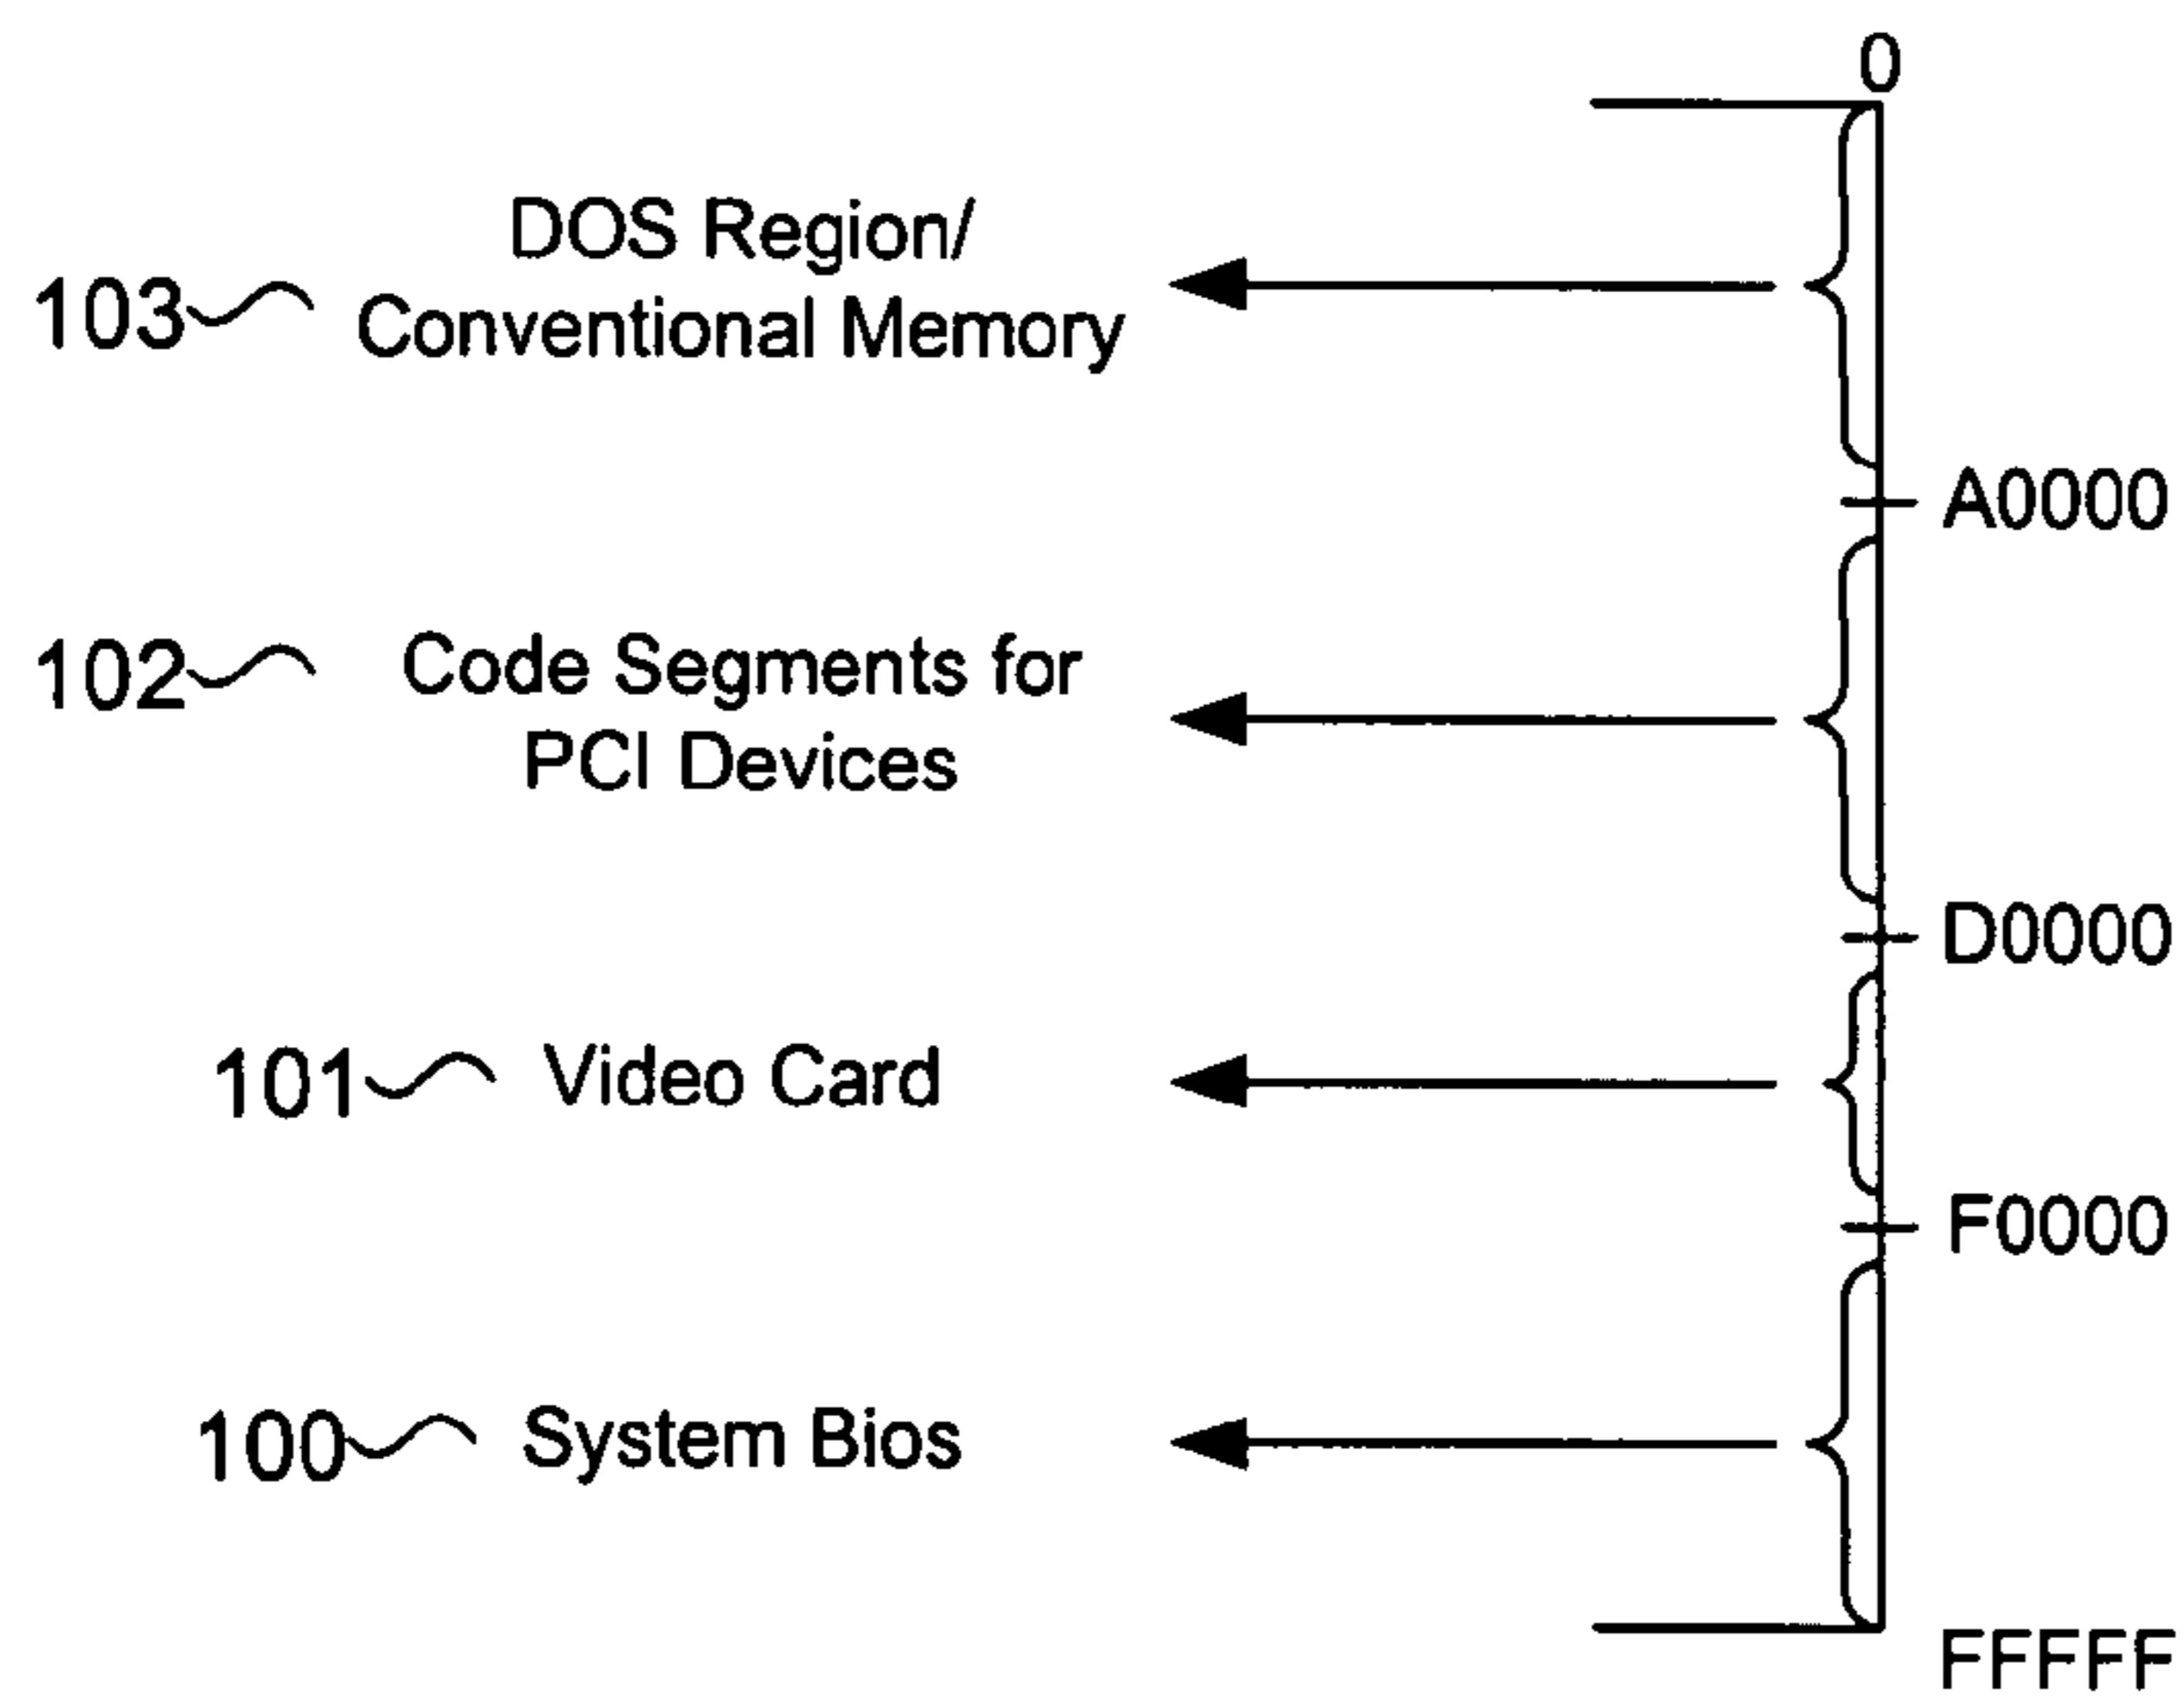 0
DOS Region/
103 Conventional Memory
A0000
102 Code Segments for
PCI Devices
D0000
101 Video Card
F0000
100 System Bios
FFFFF